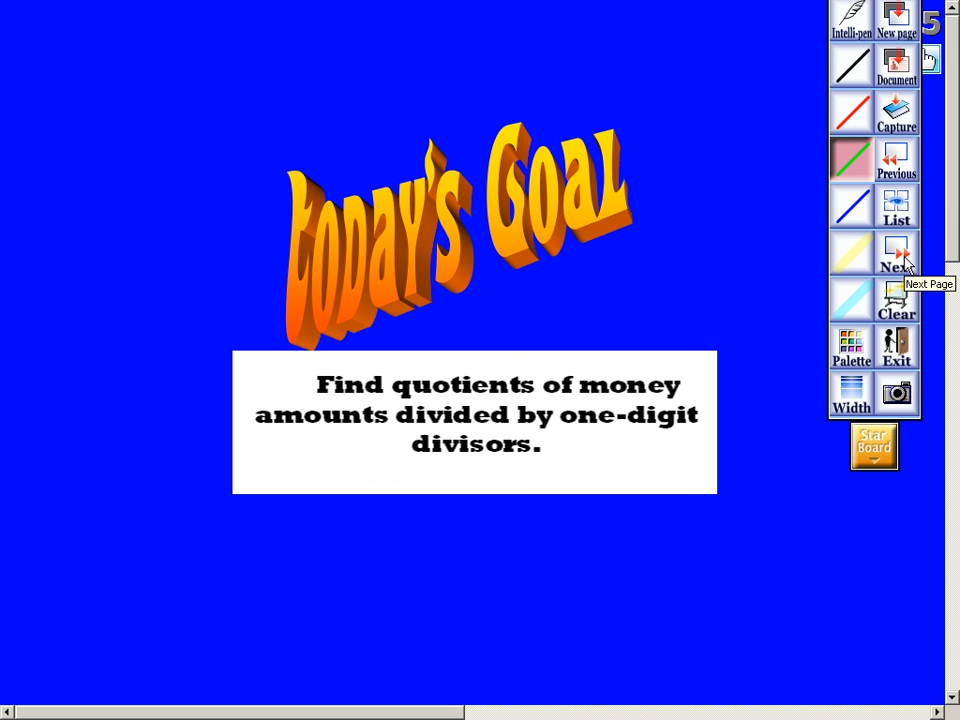 Intelli-pen New page 5
Document
Capture
Previous
List
Next
Next Page
Clear
Palette Exit
Width
Star
Board
today's Goal
Find quotients of money
amounts divided by one-digit
divisors.